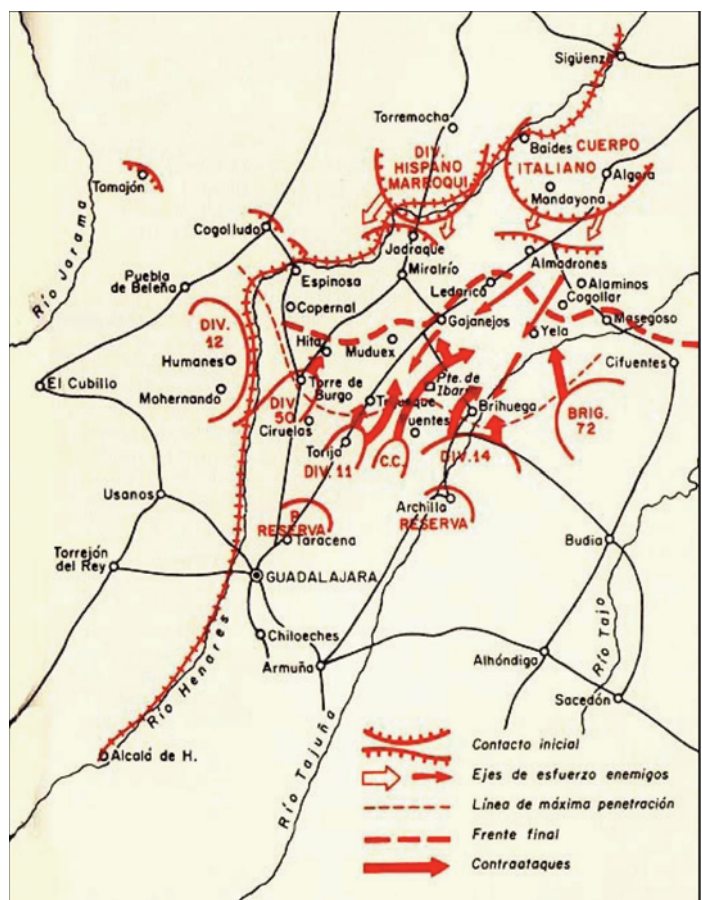 Sigüenza
Torremocha
DIV.
HISPANO
MARROQUI
Baides
CUERPO
ITALIANO
Algora
Mandayona
Tamajón
Cogolludo
Jadraque
Almadrones
Río Jarama
Puebla
de Beleña
Espinosa
Miralrío
Ledanca
Alaminos
Cogollar
Copernal
Gajanejos
Masegoso
DIV.
12
Hita
Muduex
Yela
Humanes
Cifuentes
El Cubillo
Mohernando
Torre de
Burgo
Pte. de
Ibarra
DIV.
50
Trijueque
Brihuega
BRIG.
72
Ciruelas
Fuentes
Torija
DIV. 11
C.C.
DIV. 14
Usanos
Archilla
RESERVA
RESERVA
Taracena
Budia
Torrejón
del Rey
GUADALAJARA
Chiloeches
Armuña
Alhóndiga
Río Tajo
Río Henares
Sacedón
Río Tajuña
Alcalá de H.
Contacto inicial
Ejes de esfuerzo enemigos
Línea de máxima penetración
Frente final
Contraataques